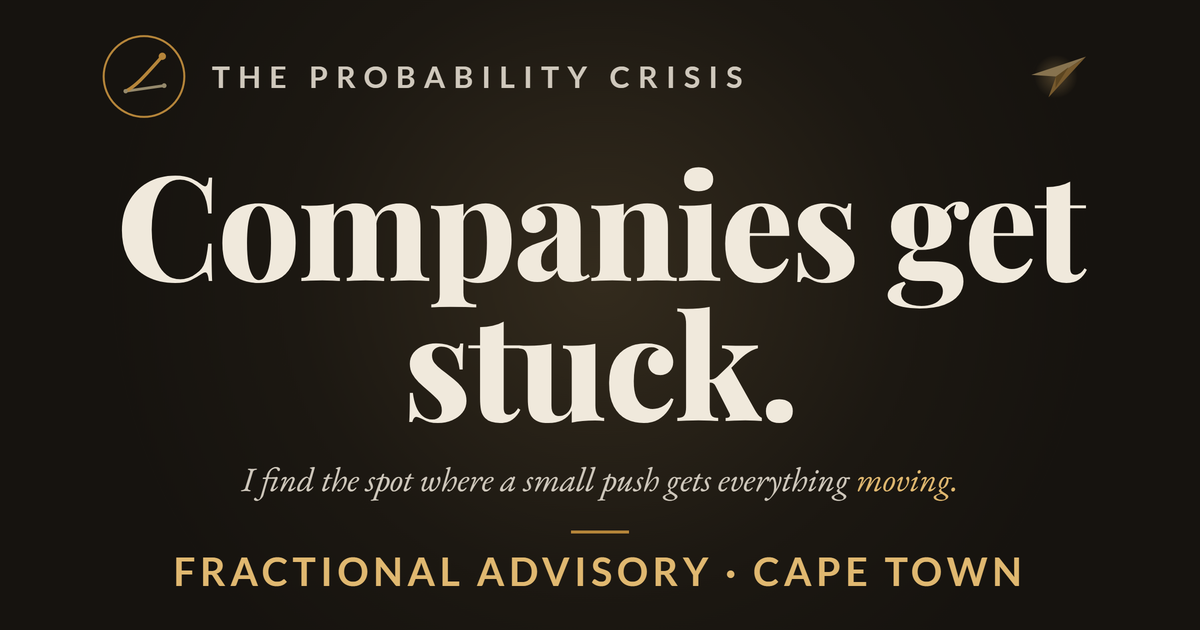 THE PROBABILITY CRISIS
Companies get
stuck.
I find the spot where a small push gets everything moving.
FRACTIONAL ADVISORY · CAPE TOWN